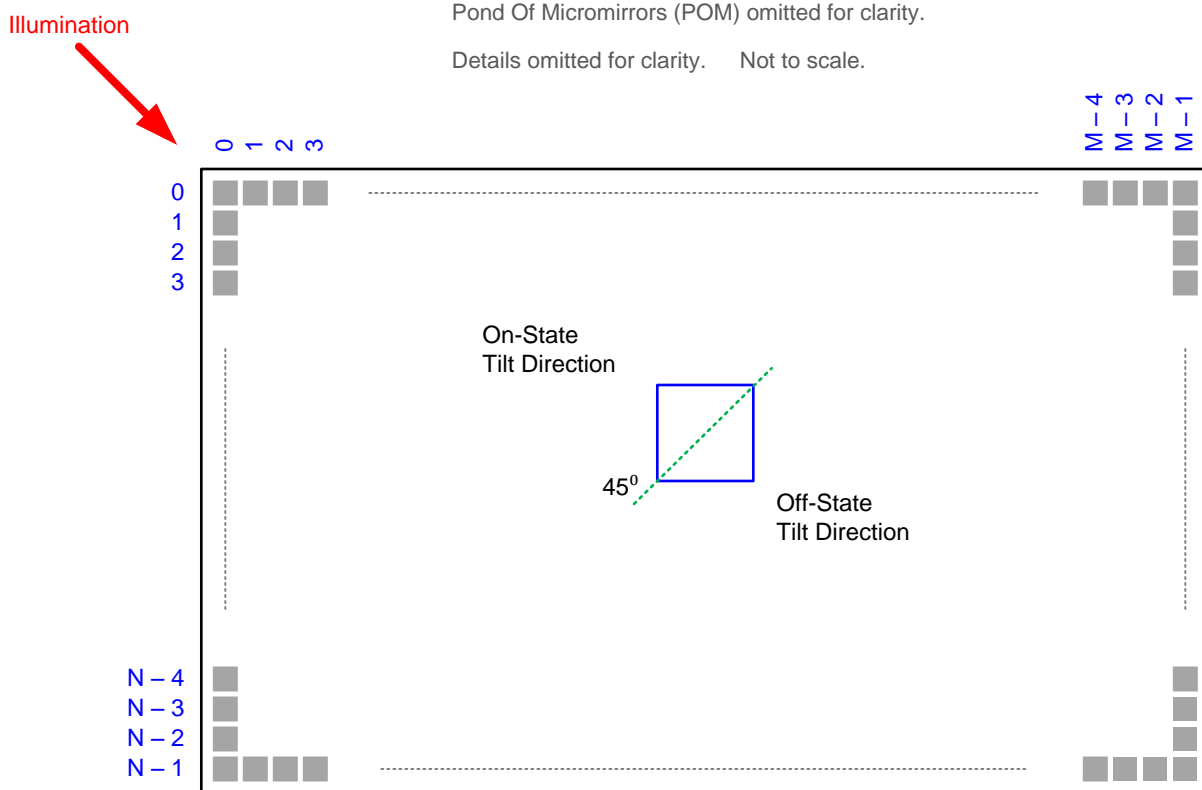 Pond Of Micromirrors (POM) omitted for clarity.
Illumination
Details omitted for clarity. Not to scale.
0
1
2
3
M – 4
M – 3
M – 2
M – 1
0
1
2
3
On-State
Tilt Direction
45⁰
Off-State
Tilt Direction
N – 4
N – 3
N – 2
N – 1